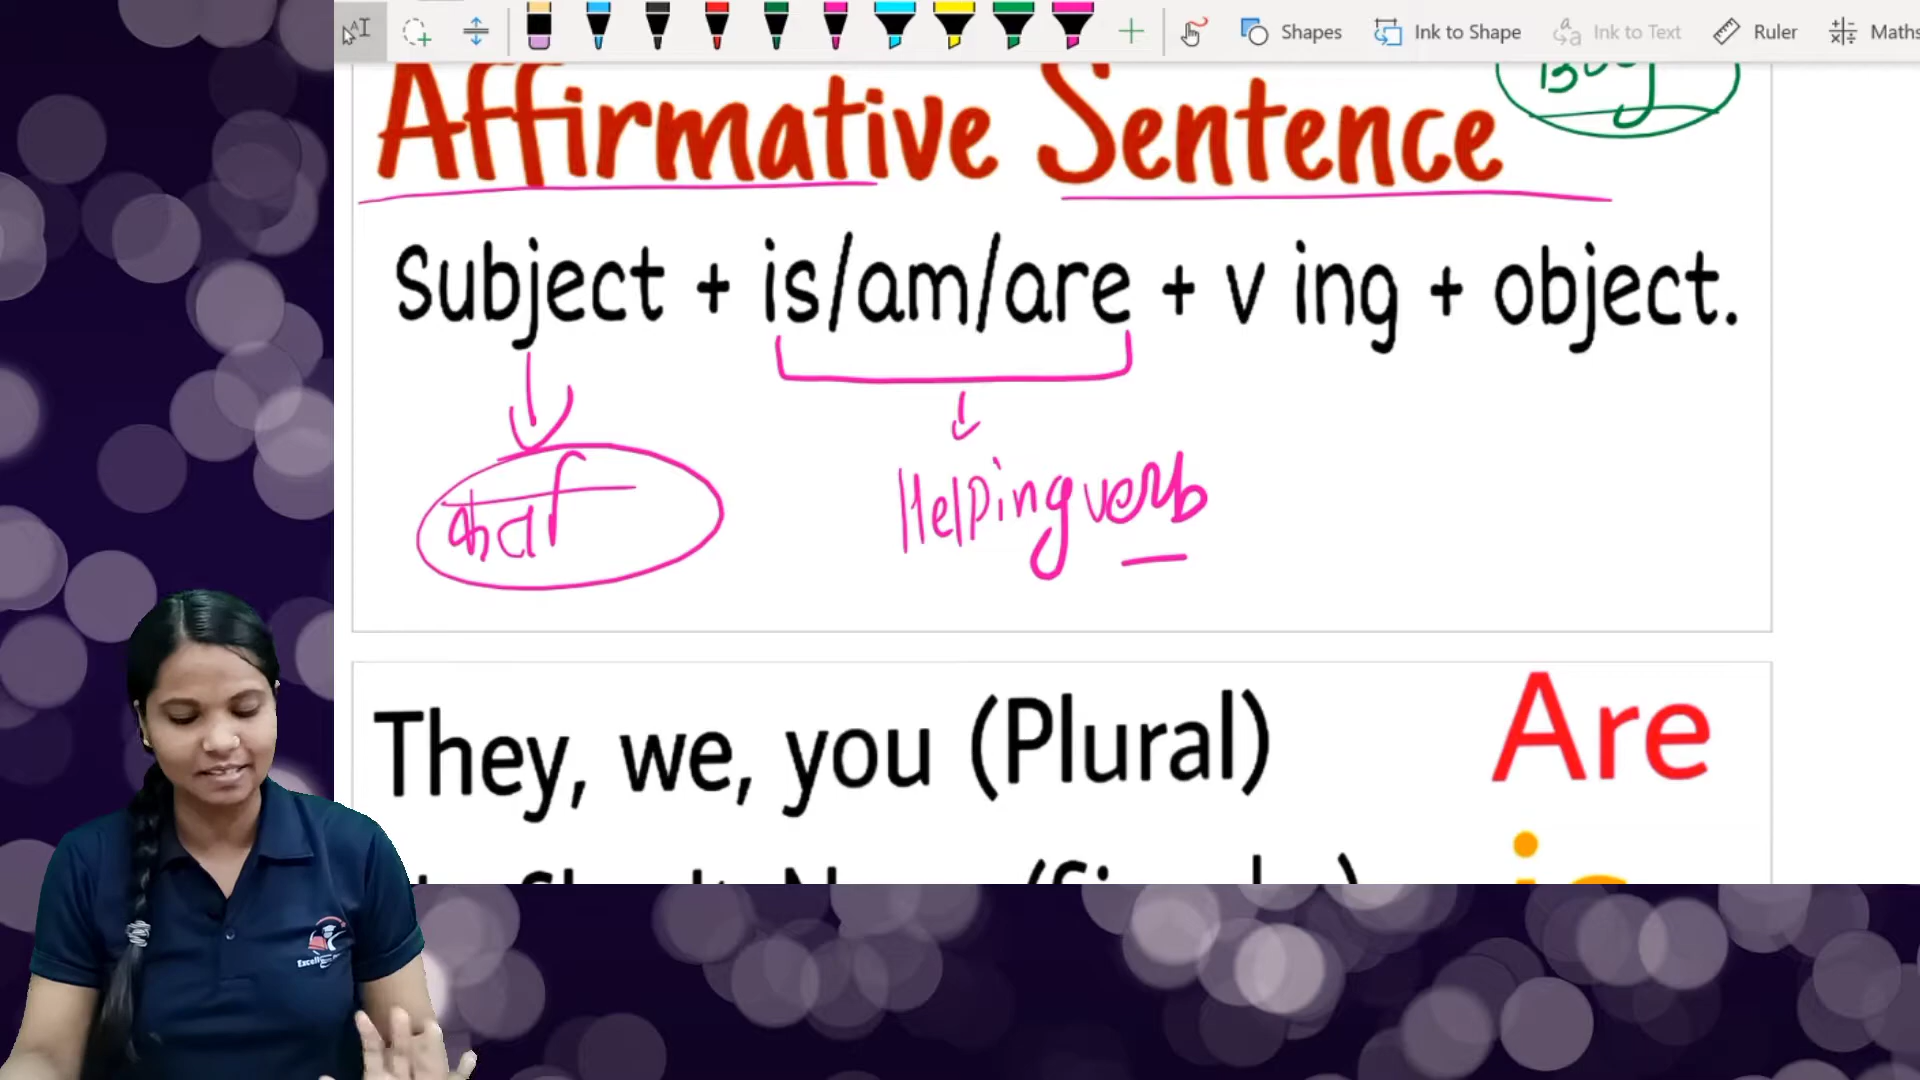 Shapes Ink to Shape Ink to Text Ruler Maths
Affirmative Sentence
Subject + is/am/are + v ing + object.
कर्ता
Helping verb
They, we, you (Plural) Are